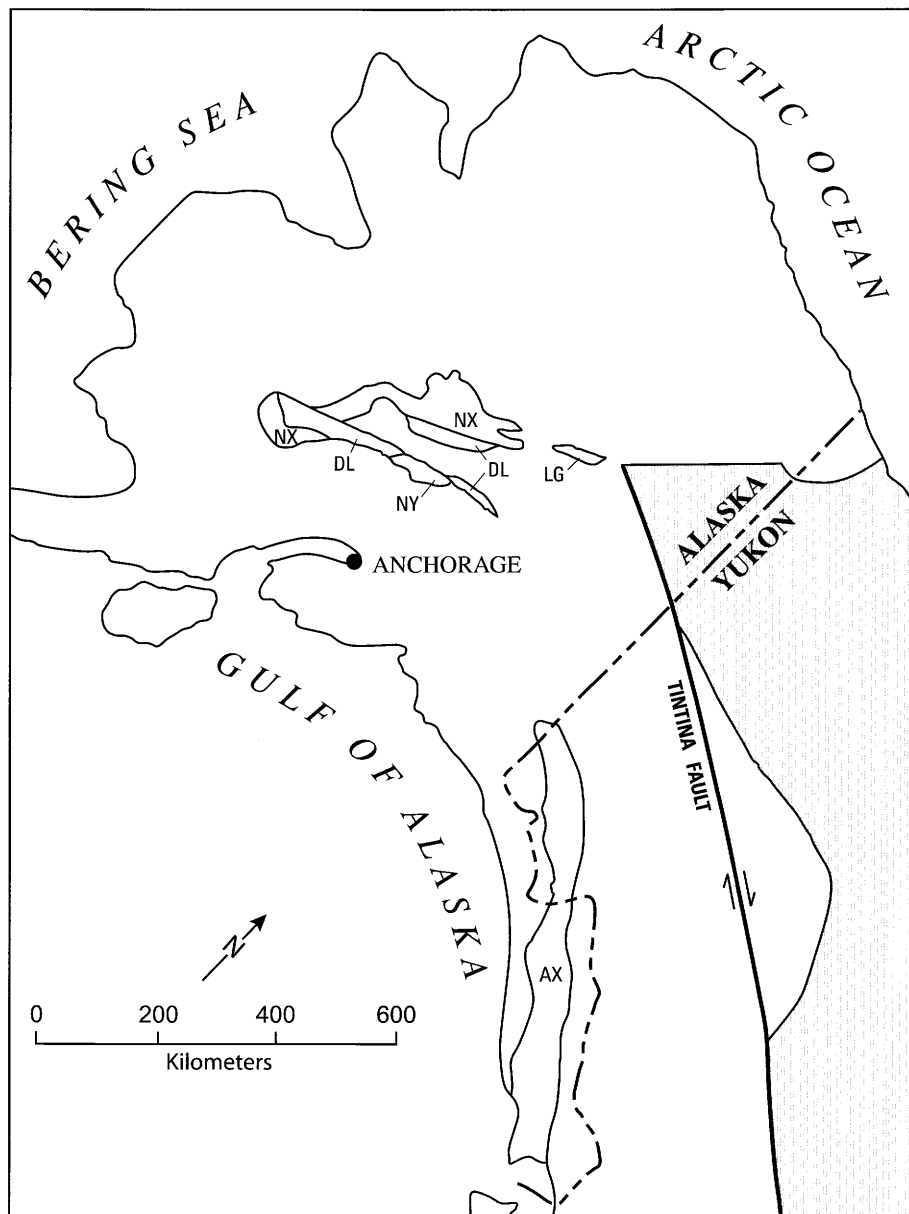 ARCTIC OCEAN
BERING SEA
NX
NX
DL
DL
LG
NY
ALASKA
YUKON
ANCHORAGE
GULF OF ALASKA
TINTINA FAULT
N
AX
0 200 400 600
Kilometers